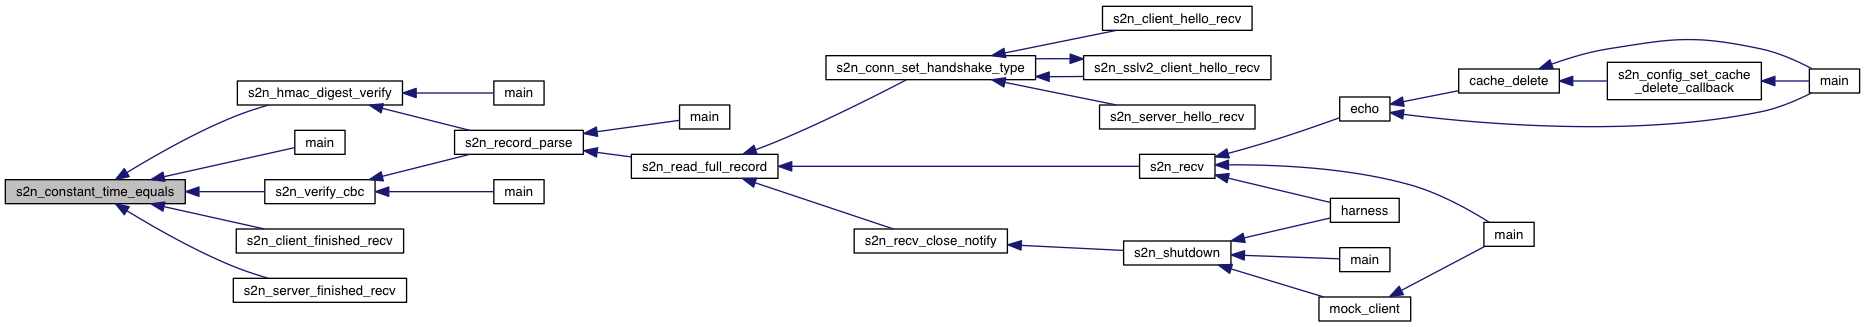 s2n_client_hello_recv
s2n_conn_set_handshake_type
s2n_sslv2_client_hello_recv
cache_delete
s2n_config_set_cache
_delete_callback
main
s2n_hmac_digest_verify
main
echo
main
s2n_server_hello_recv
main
s2n_record_parse
s2n_read_full_record
s2n_recv
s2n_constant_time_equals
s2n_verify_cbc
main
harness
main
s2n_client_finished_recv
s2n_recv_close_notify
s2n_shutdown
main
s2n_server_finished_recv
mock_client